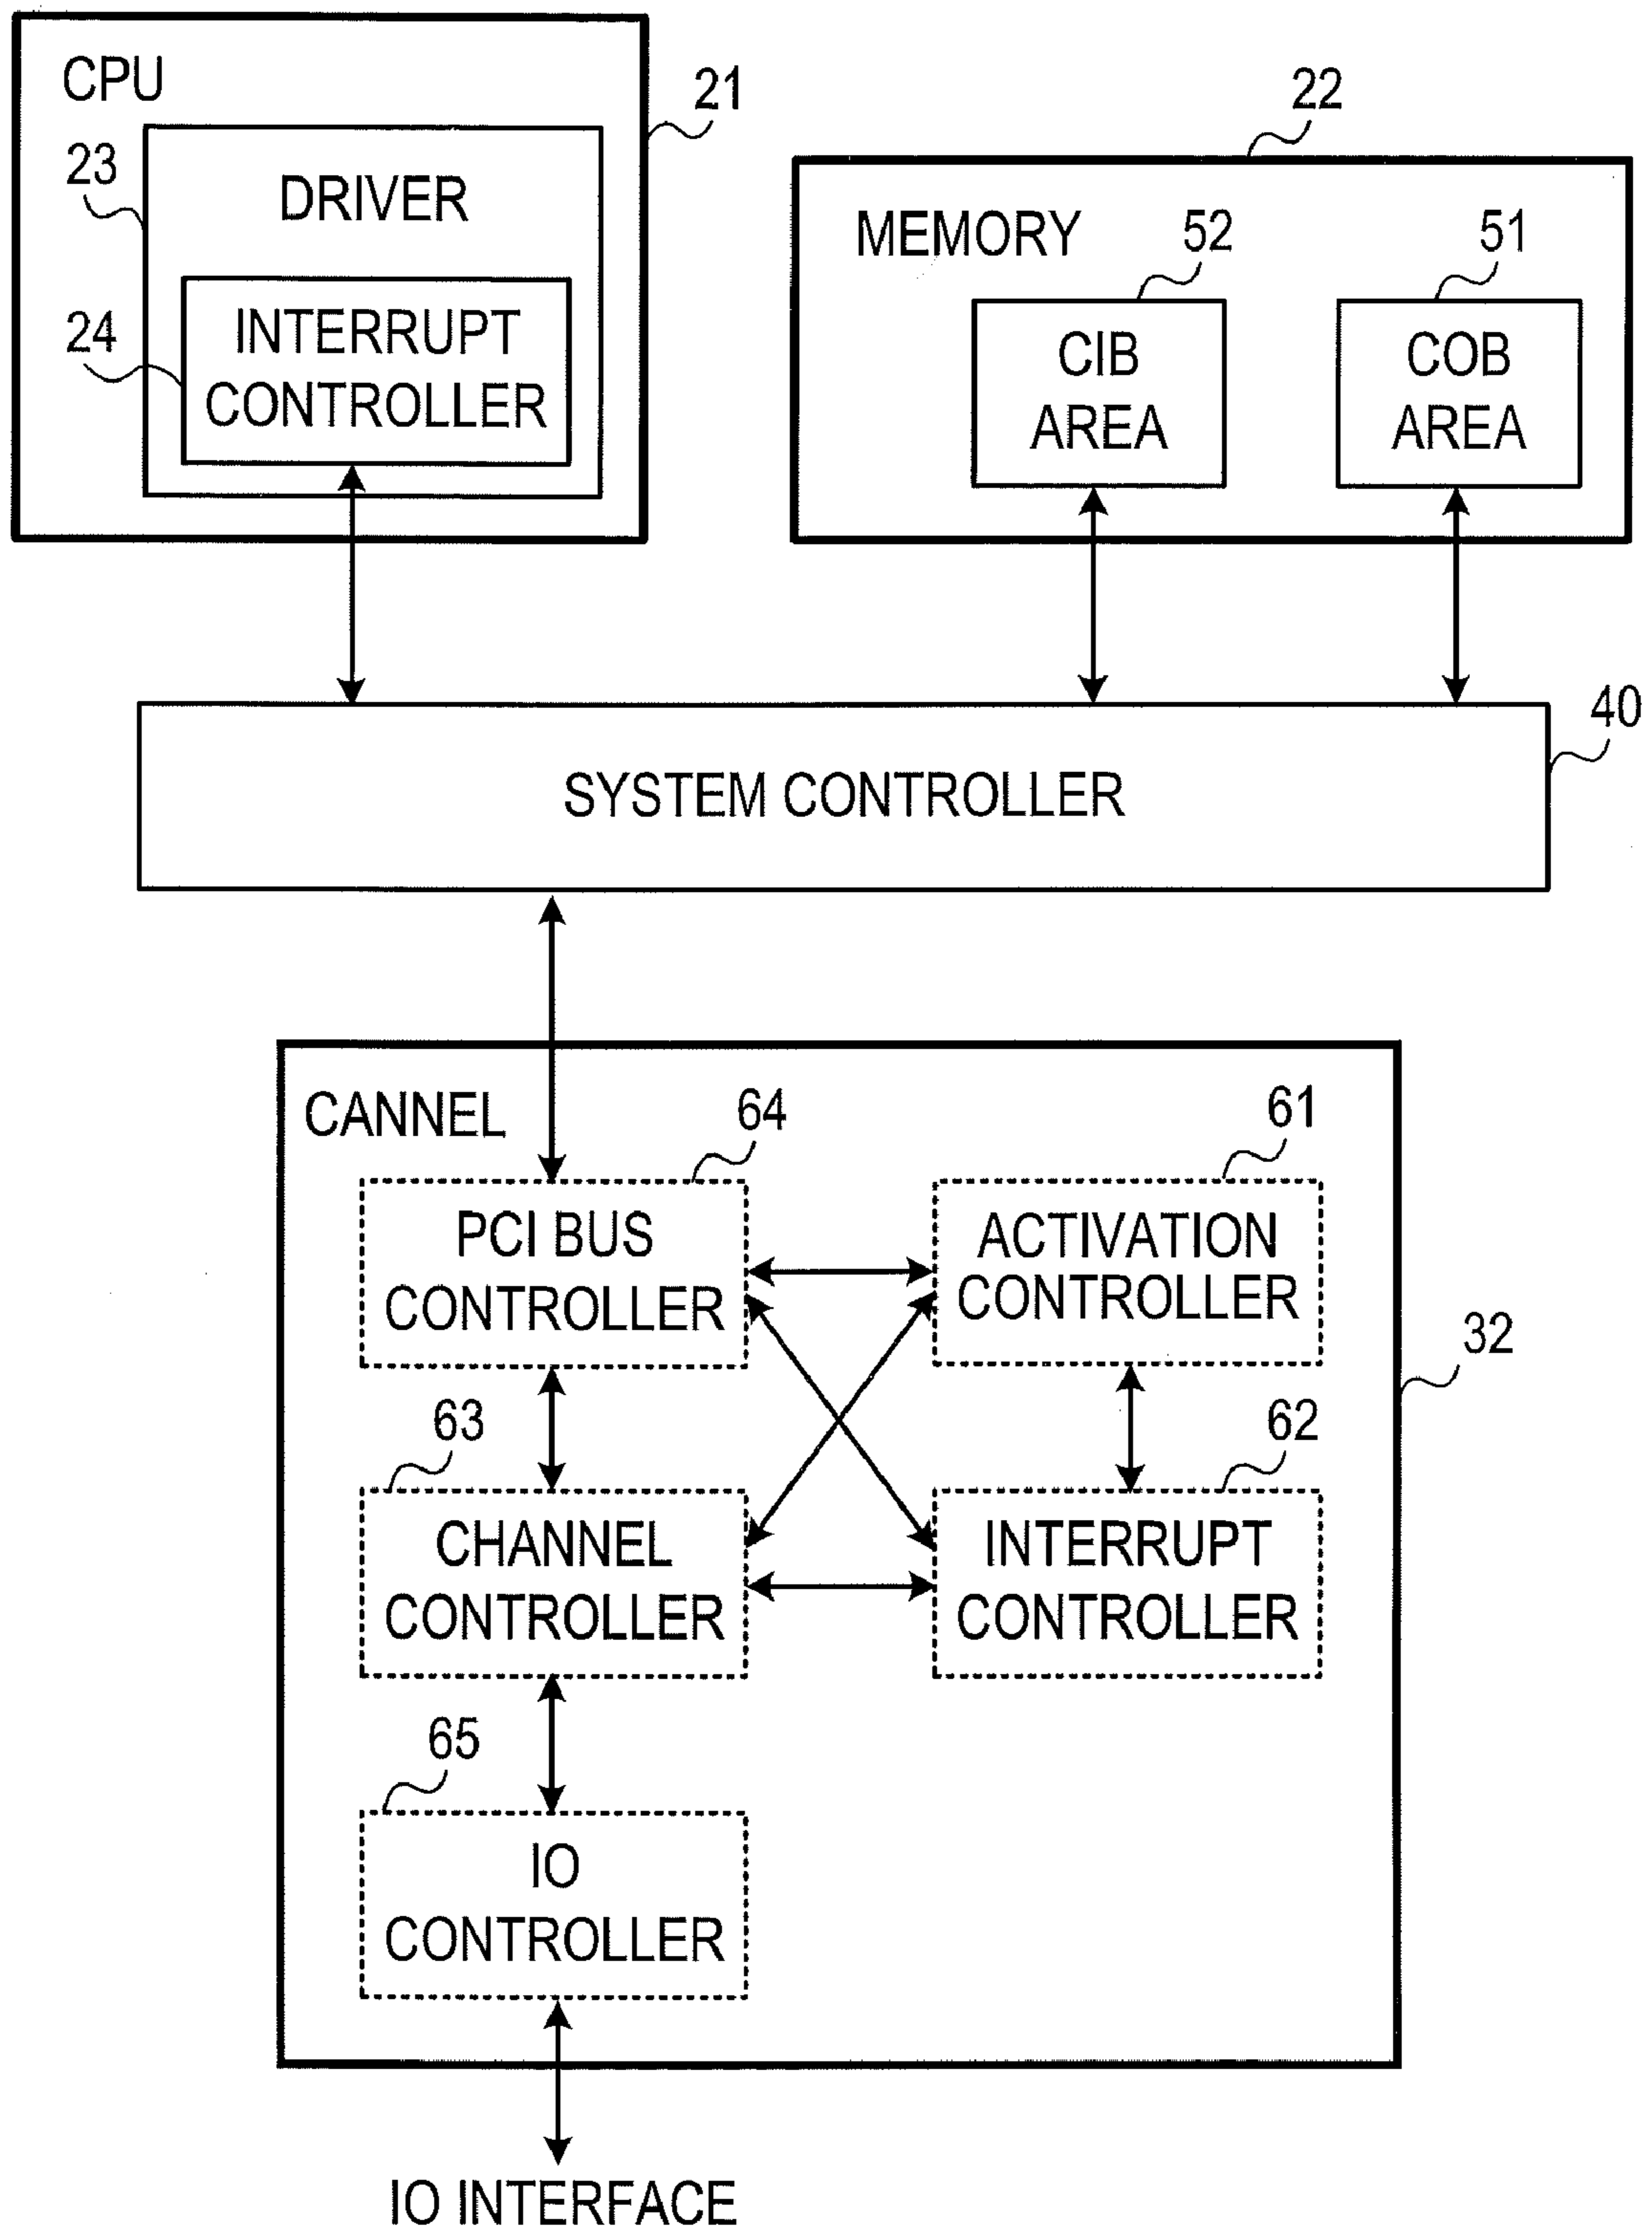 CPU
21
23
DRIVER
24
INTERRUPT
CONTROLLER
22
MEMORY
52
51
CIB
AREA
COB
AREA
40
SYSTEM CONTROLLER
CANNEL
64
61
PCI BUS
CONTROLLER
ACTIVATION
CONTROLLER
32
63
62
CHANNEL
CONTROLLER
INTERRUPT
CONTROLLER
65
IO
CONTROLLER
IO INTERFACE